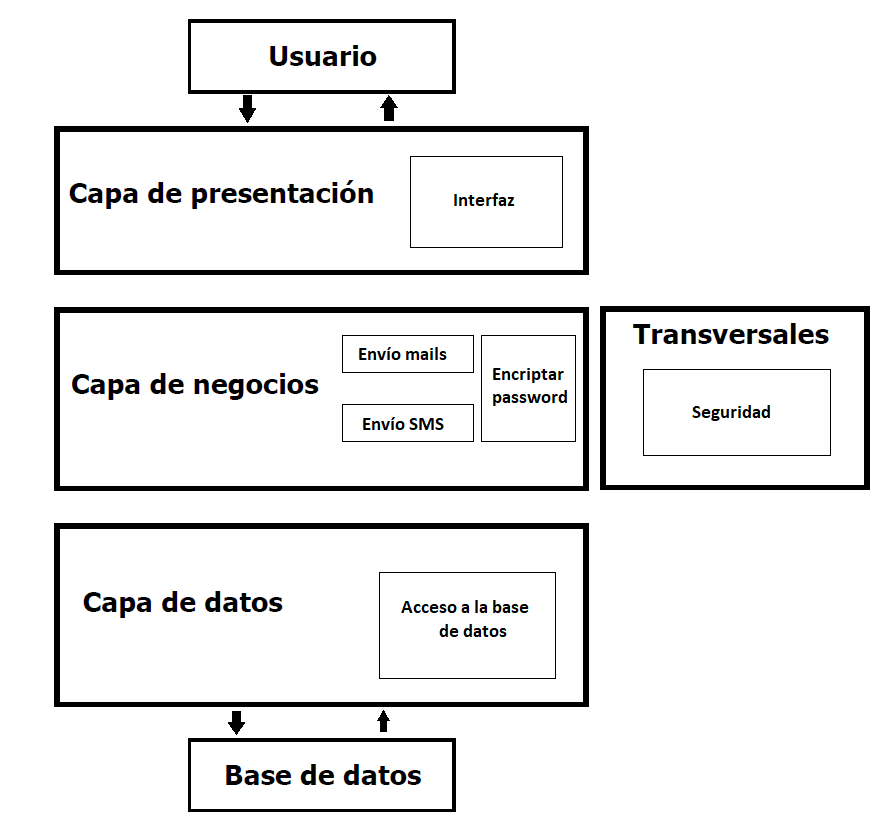 Usuario
Capa de presentación
Interfaz
Capa de negocios
Envío mails
Envío SMS
Encriptar
password
Transversales
Seguridad
Capa de datos
Acceso a la base
de datos
Base de datos